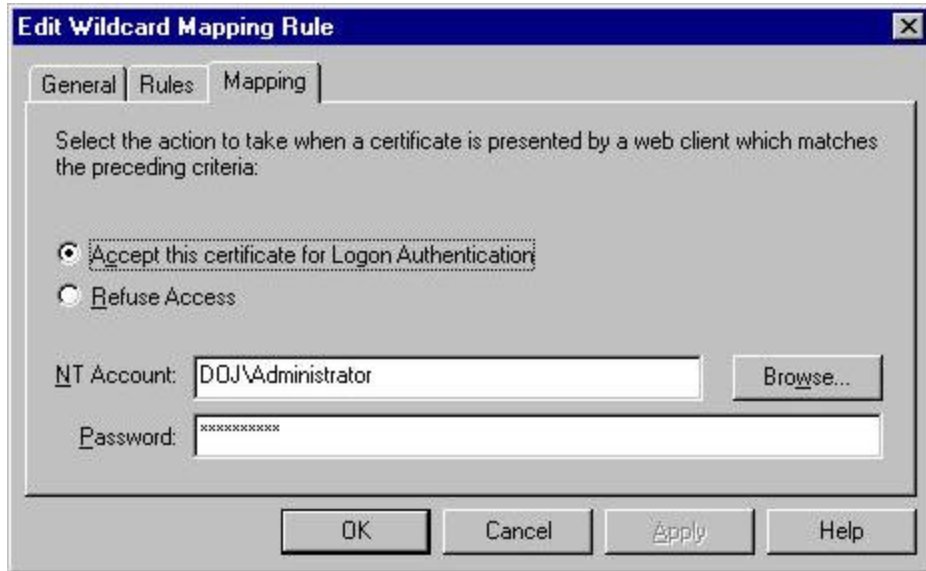 Edit Wildcard Mapping Rule
General Rules Mapping
Select the action to take when a certificate is presented by a web client which matches
the preceding criteria:
Accept this certificate for Logon Authentication
Refuse Access
NT Account: DOJ\Administrator Browse...
Password: **********
OK Cancel Apply Help